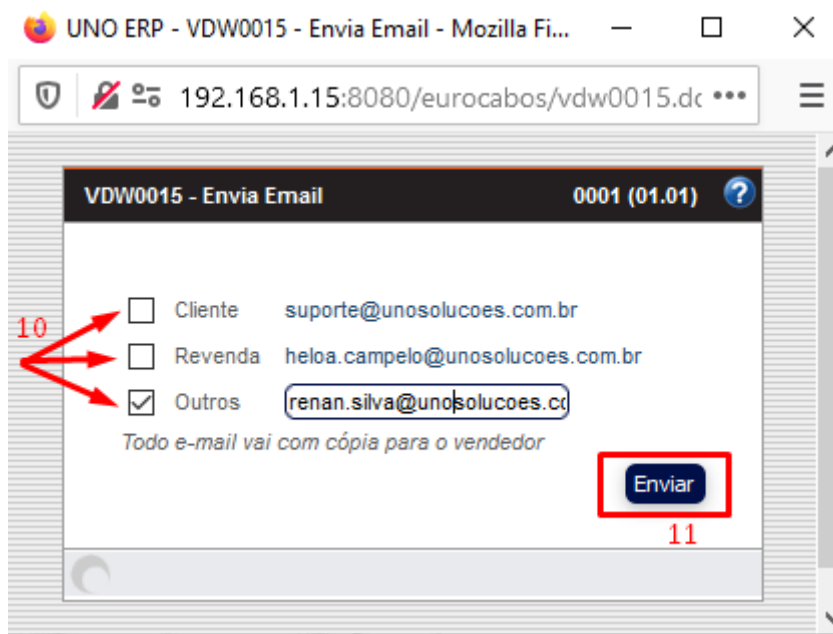 UNO ERP - VDW0015 - Envia Email - Mozilla Fi...
192.168.1.15:8080/eurocabos/vdw0015.dc
VDW0015 - Envia Email 0001 (01.01) ?
10
Cliente suporte@unosolucoes.com.br
Revenda heloa.campelo@unosolucoes.com.br
Outros renan.silva@unosolucoes.co
Todo e-mail vai com cópia para o vendedor
Enviar
11